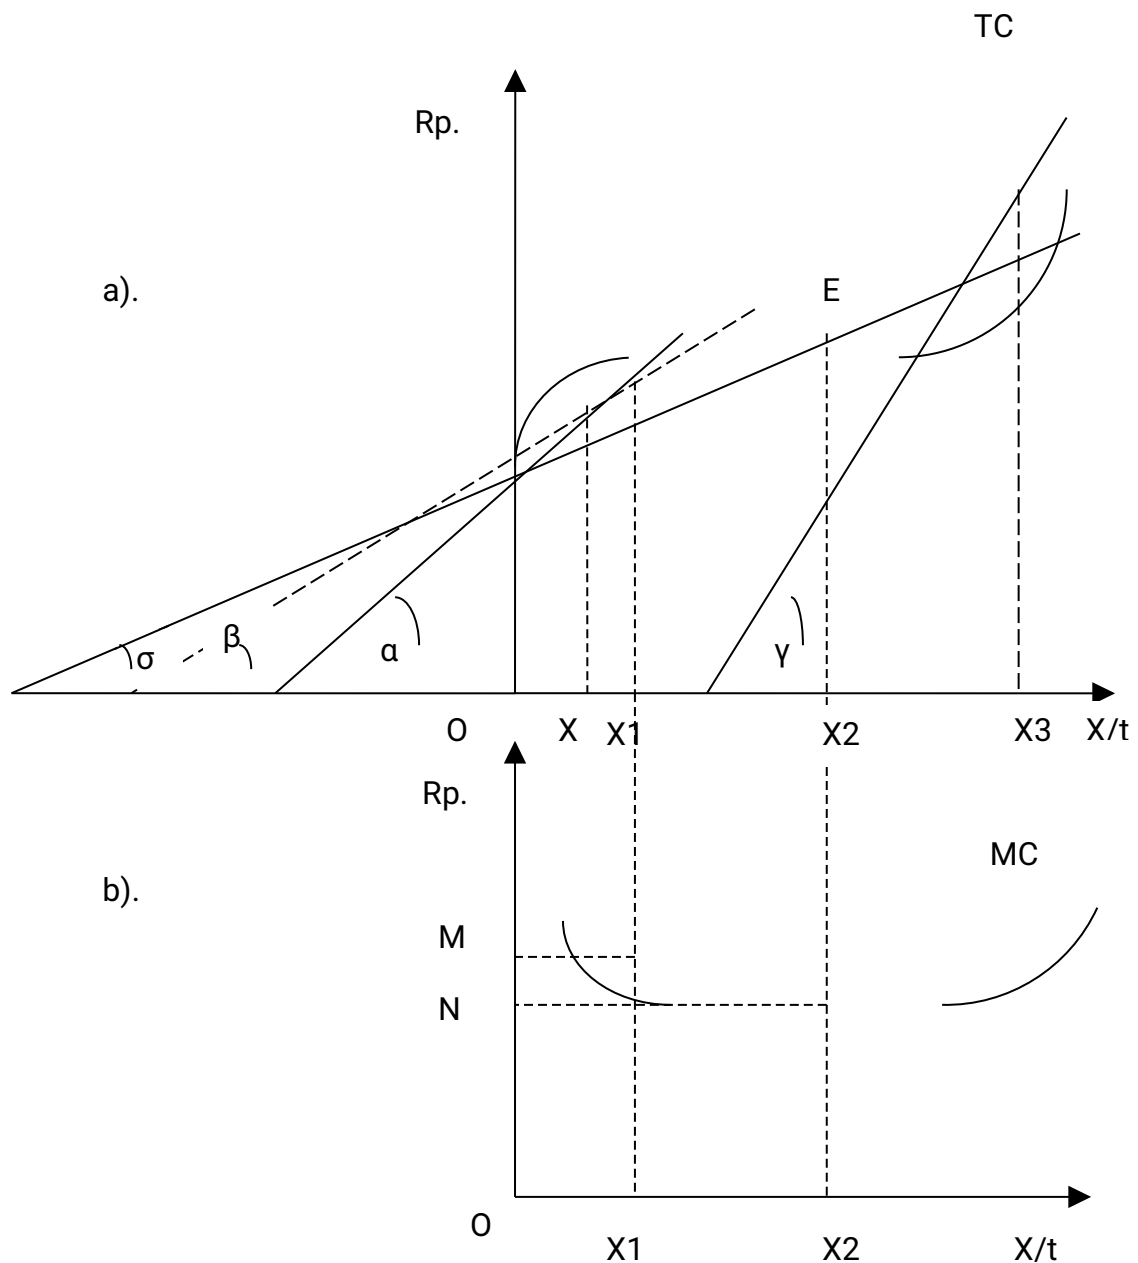 TC
Rp.
a).
E
β
σ
α
γ
O X X1 X2 X3 X/t
Rp.
MC
b).
M
N
O
X1 X2 X/t